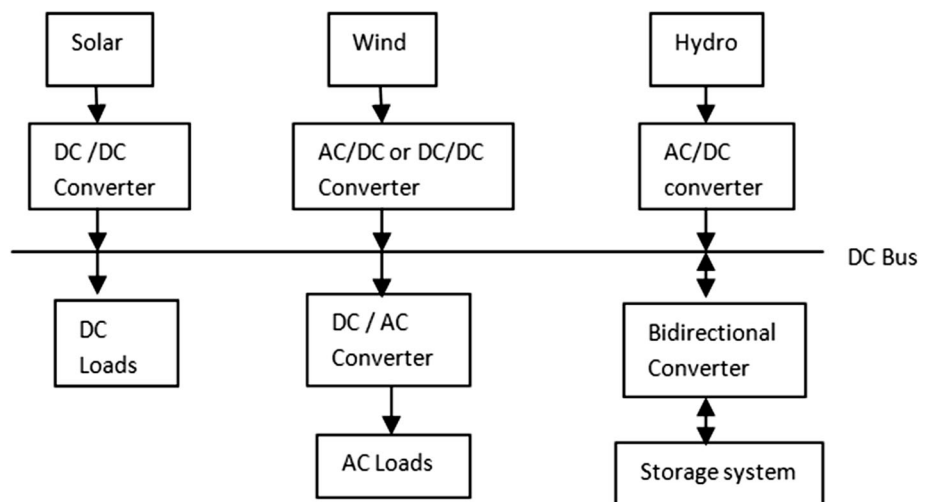 Solar
Wind
Hydro
DC /DC
Converter
AC/DC or DC/DC
Converter
AC/DC
converter
DC Bus
DC
Loads
DC / AC
Converter
Bidirectional
Converter
AC Loads
Storage system